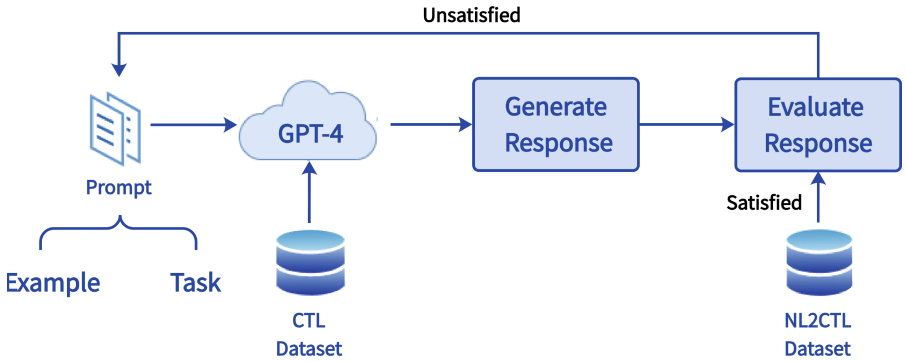 Unsatisfied
GPT-4
Generate
Response
Evaluate
Response
Prompt
Satisfied
Example
Task
CTL
Dataset
NL2CTL
Dataset